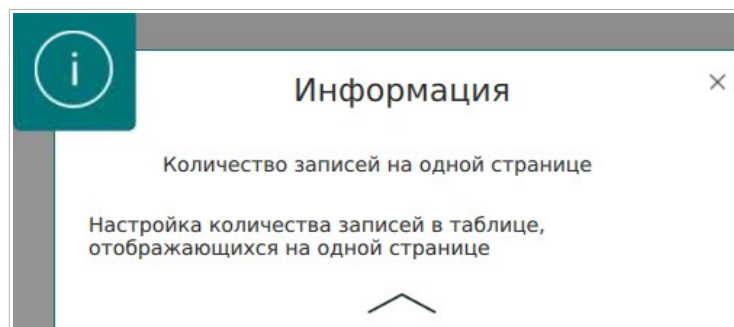 i
Информация
Количество записей на одной странице
Настройка количества записей в таблице,
отображающихся на одной странице